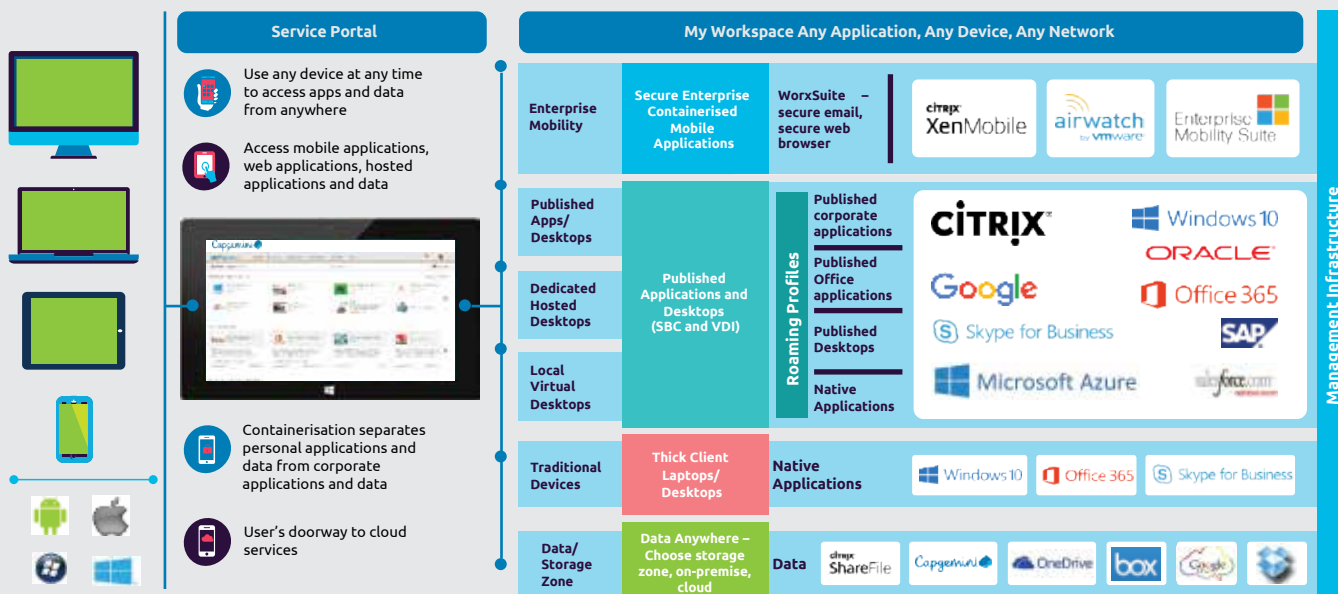 Service Portal
Use any device at any time
to access apps and data
from anywhere
Access mobile applications,
web applications, hosted
applications and data
Capgemini
Containerisation separates
personal applications and
data from corporate
applications and data
User's doorway to cloud
services
My Workspace Any Application, Any Device, Any Network
Enterprise
Mobility
Secure Enterprise
Containerised
Mobile
Applications
WorxSuite –
secure email,
secure web
browser
CITRIX
XenMobile
airwatch
by vmware
Enterprise
Mobility Suite
Published
Apps/
Desktops
Dedicated
Hosted
Desktops
Local
Virtual
Desktops
Published
Applications and
Desktops
(SBC and VDI)
Roaming Profiles
Published
corporate
applications
Published
Office
applications
Published
Desktops
Native
Applications
CITRIX
Windows 10
ORACLE
Google
Office 365
Skype for Business
SAP
Microsoft Azure
salesforce.com
Traditional
Devices
Thick Client
Laptops/
Desktops
Native
Applications
Windows 10
Office 365
Skype for Business
Data/
Storage
Zone
Data Anywhere –
Choose storage
zone, on-premise,
cloud
Data
citrix
ShareFile
Capgemini
OneDrive
box
Google
Management Infrastructure